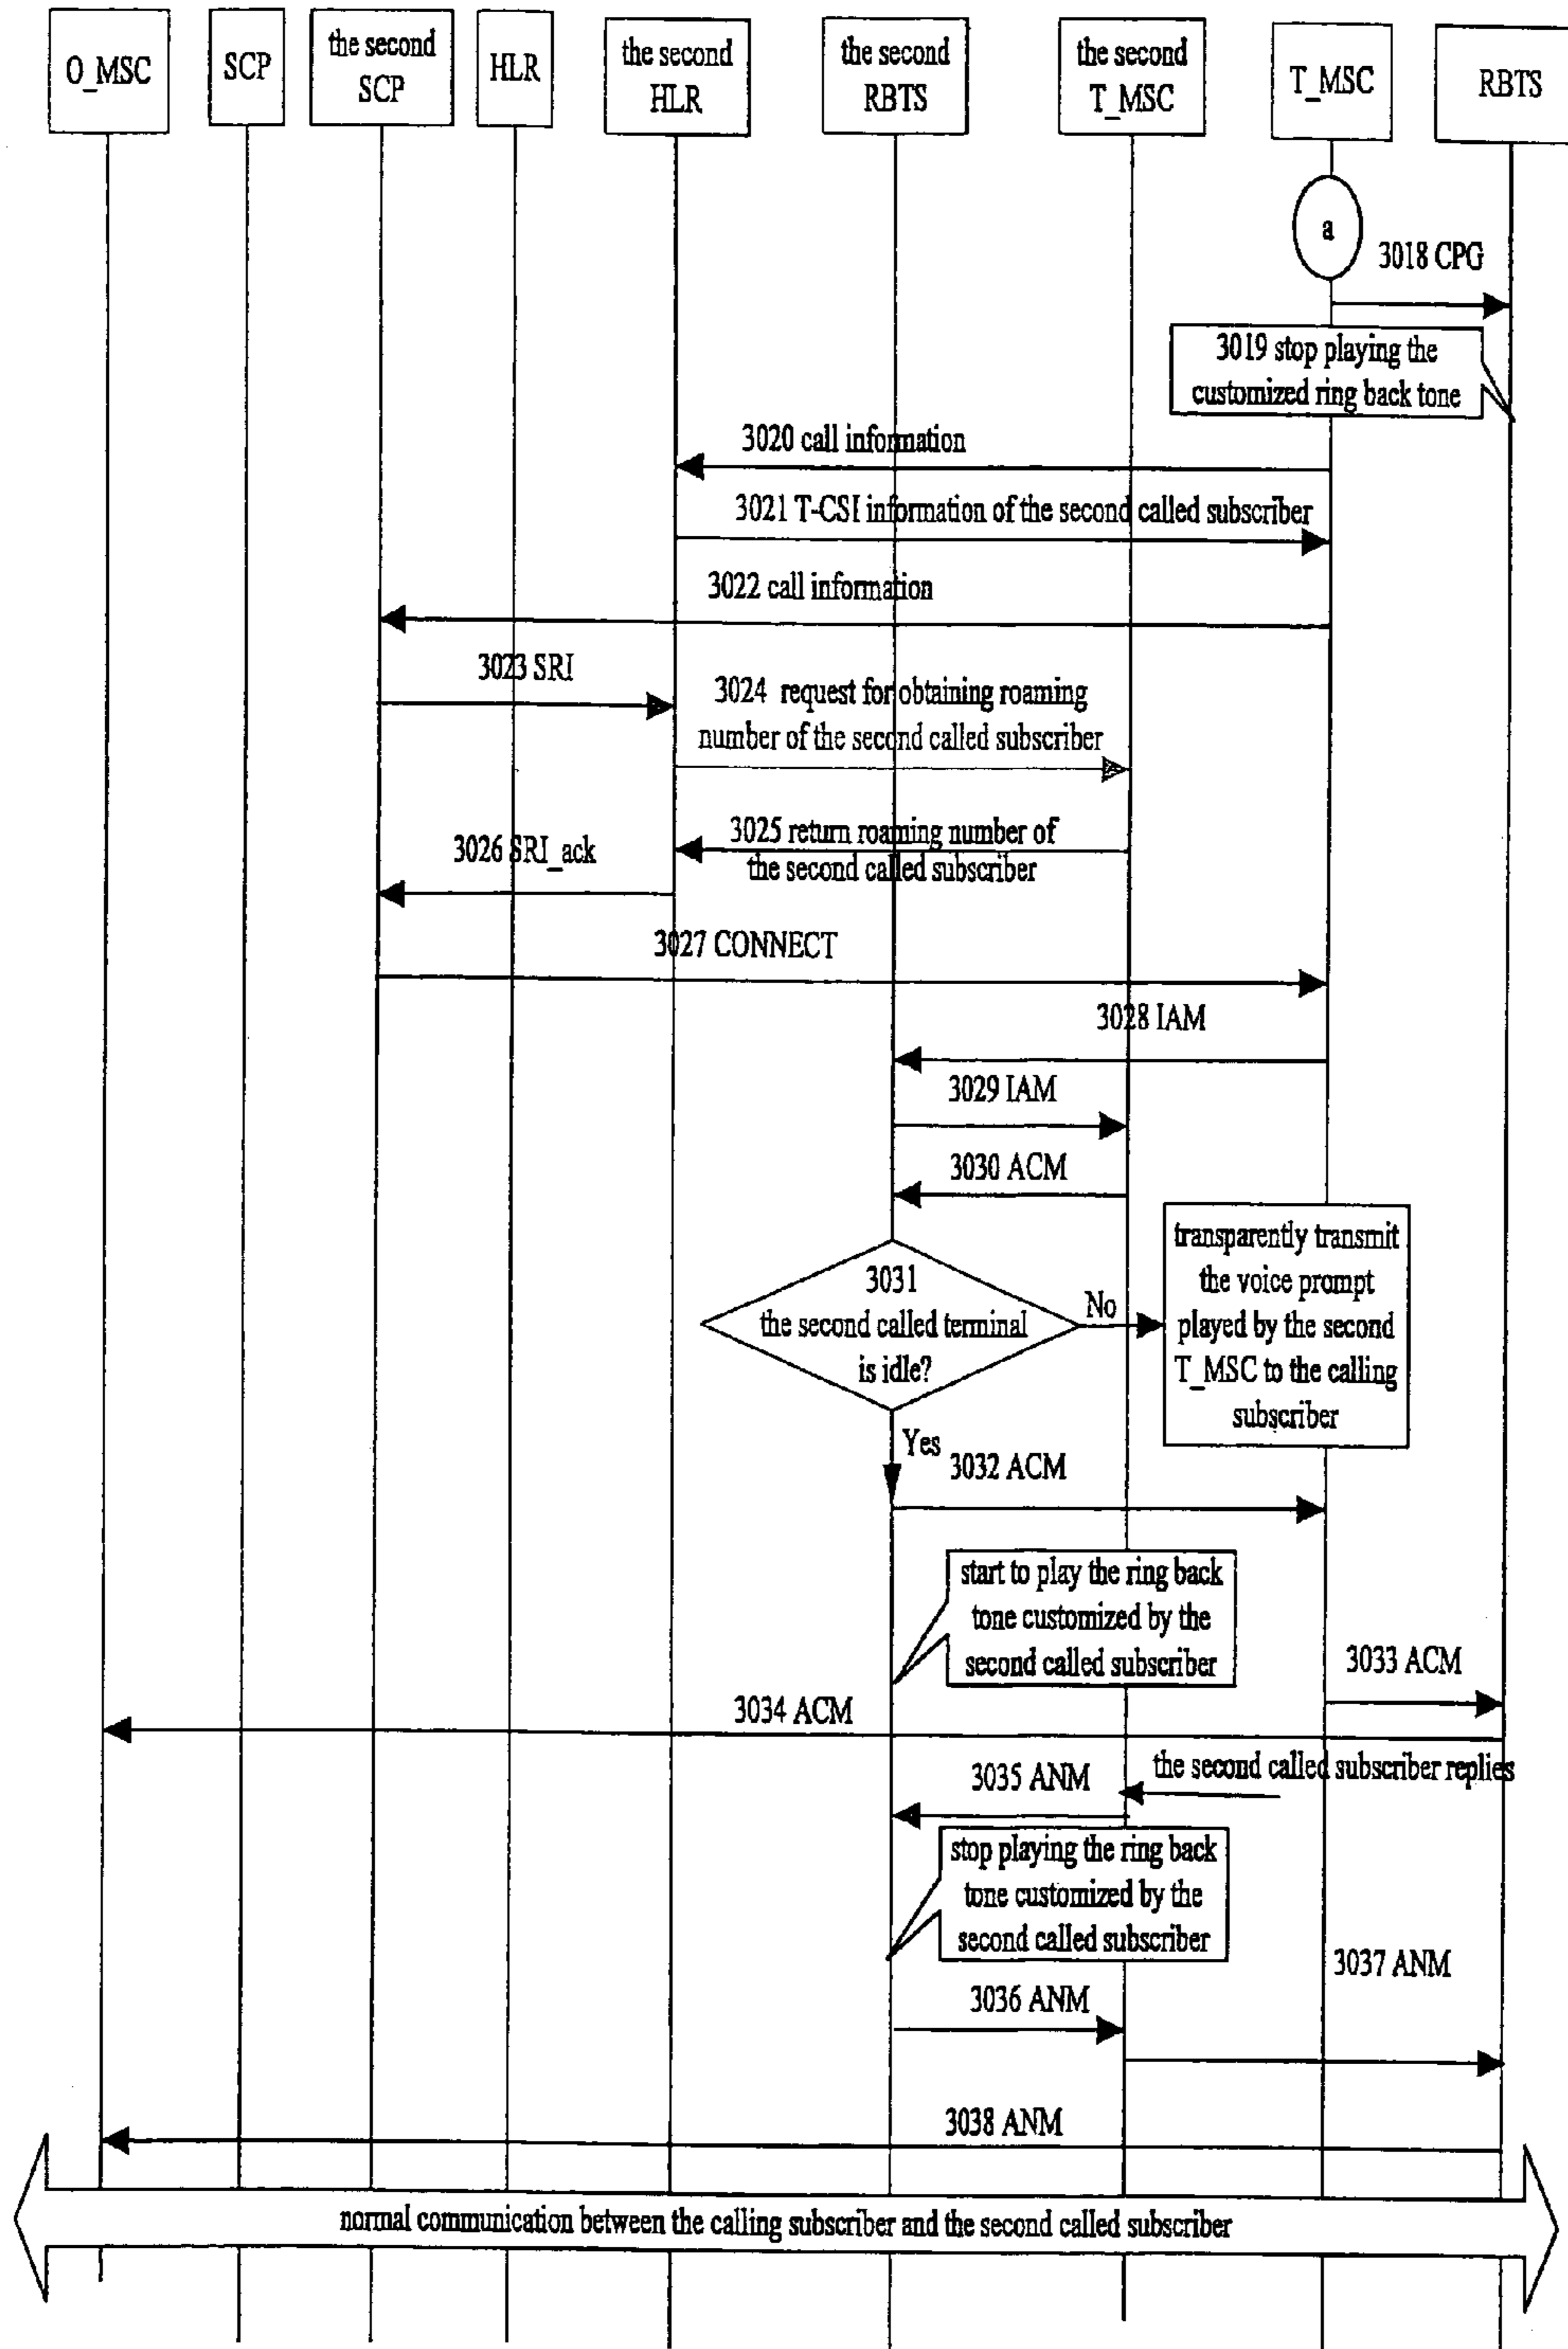 O_MSC
SCP
the second
SCP
HLR
the second
HLR
the second
RBTS
the second
T_MSC
T_MSC
RBTS
a
3018 CPG
3019 stop playing the
customized ring back tone
3020 call information
3021 T-CSI information of the second called subscriber
3022 call information
3023 SRI
3024 request for obtaining roaming
number of the second called subscriber
3025 return roaming number of
the second called subscriber
3026 SRI_ack
3027 CONNECT
3028 IAM
3029 IAM
3030 ACM
3031
the second called terminal
is idle?
No
transparently transmit
the voice prompt
played by the second
T_MSC to the calling
subscriber
Yes
3032 ACM
start to play the ring back
tone customized by the
second called subscriber
3033 ACM
3034 ACM
the second called subscriber replies
3035 ANM
stop playing the ring back
tone customized by the
second called subscriber
3037 ANM
3036 ANM
3038 ANM
normal communication between the calling subscriber and the second called subscriber